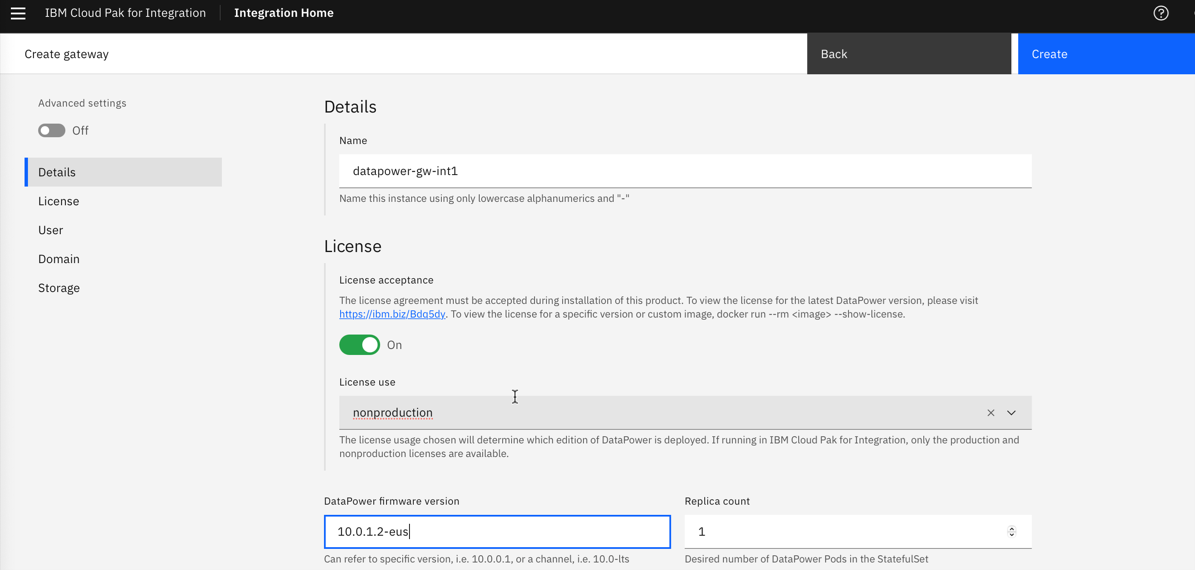 IBM Cloud Pak for Integration Integration Home
Create gateway Back Create
Advanced settings
Off
Details
License
User
Domain
Storage
Details
Name
datapower-gw-int1
Name this instance using only lowercase alphanumerics and "-"
License
License acceptance
The license agreement must be accepted during installation of this product. To view the license for the latest DataPower version, please visit
https://ibm.biz/Bdq5dy. To view the license for a specific version or custom image, docker run --rm <image> --show-license.
On
License use
nonproduction
The license usage chosen will determine which edition of DataPower is deployed. If running in IBM Cloud Pak for Integration, only the production and
nonproduction licenses are available.
DataPower firmware version
10.0.1.2-eus
Can refer to specific version, i.e. 10.0.0.1, or a channel, i.e. 10.0-lts
Replica count
1
Desired number of DataPower Pods in the StatefulSet